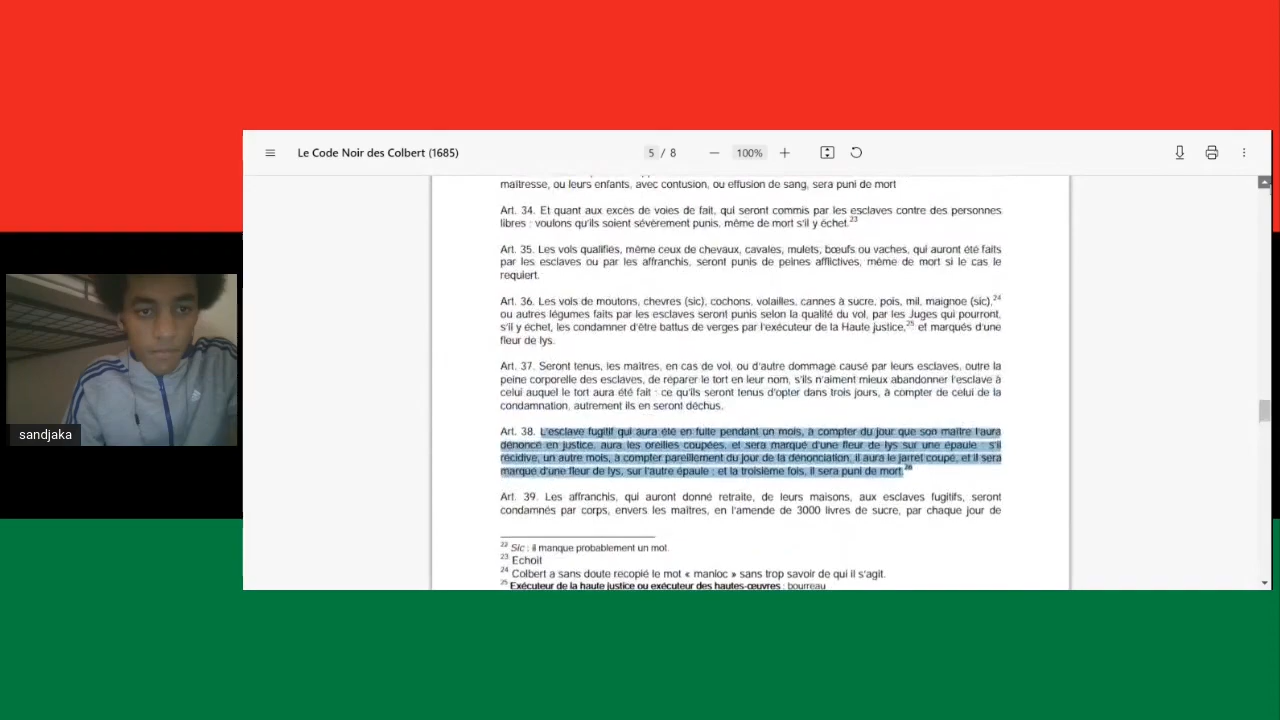 Le Code Noir des Colbert (1685)
5 / 8
100%
maîtresse, ou leurs enfants, avec contusion, ou effusion de sang, sera puni de mort
Art. 34. Et quant aux excès de voies de fait, qui seront commis par les esclaves contre des personnes
libres : voulons qu'ils soient sévèrement punis, même de mort s'il y échet.23
Art. 35. Les vols qualifiés, même ceux de chevaux, cavales, mulets, bœufs ou vaches, qui auront été faits
par les esclaves ou par les affranchis, seront punis de peines afflictives, même de mort si le cas le
requiert.
Art. 36. Les vols de moutons, chevres (sic), cochons, volailles, cannes à sucre, pois, mil, maignoe (sic),24
ou autres légumes faits par les esclaves seront punis selon la qualité du vol, par les Juges qui pourront,
s'il y échet, les condamner d'être battus de verges par l'exécuteur de la Haute justice,25 et marqués d'une
fleur de lys.
Art. 37. Seront tenus, les maîtres, en cas de vol, ou d'autre dommage causé par leurs esclaves, outre la
peine corporelle des esclaves, de réparer le tort en leur nom, s'ils n'aiment mieux abandonner l'esclave à
celui auquel le tort aura été fait : ce qu'ils seront tenus d'opter dans trois jours, à compter de celui de la
condamnation, autrement ils en seront déchus.
Art. 38. L'esclave fugitif qui aura été en fuite pendant un mois, à compter du jour que son maître l'aura
dénoncé en justice, aura les oreilles coupées, et sera marqué d'une fleur de lys sur une épaule : s'il
récidive, un autre mois, à compter pareillement du jour de la dénonciation, il aura le jarret coupé, et il sera
marqué d'une fleur de lys, sur l'autre épaule ; et la troisième fois, il sera puni de mort.26
Art. 39. Les affranchis, qui auront donné retraite, de leurs maisons, aux esclaves fugitifs, seront
condamnés par corps, envers les maîtres, en l'amende de 3000 livres de sucre, par chaque jour de
22 Sic : il manque probablement un mot.
23 Echoit
24 Colbert a sans doute recopié le mot « manioc » sans trop savoir de qui il s'agit.
25 Exécuteur de la haute justice ou exécuteur des hautes-œuvres : bourreau
sandjaka